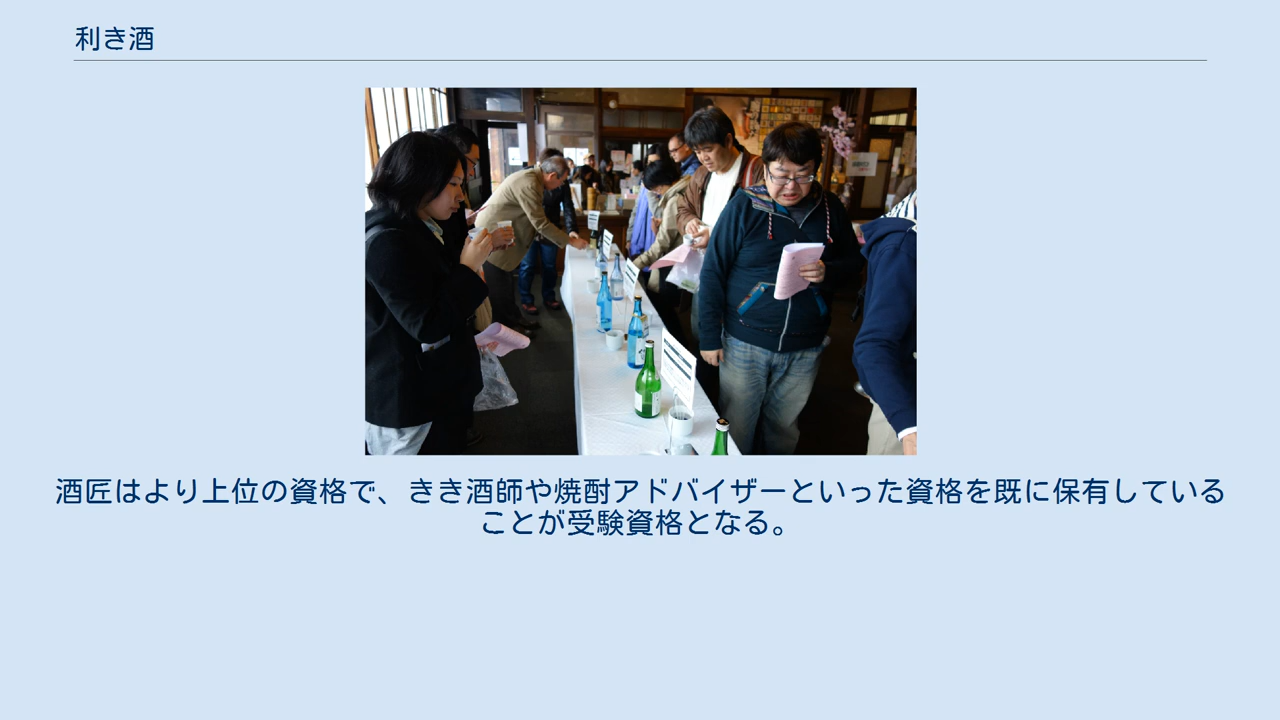 利き酒
酒匠はより上位の資格で、きき酒師や焼酎アドバイザーといった資格を既に保有している
ことが受験資格となる。